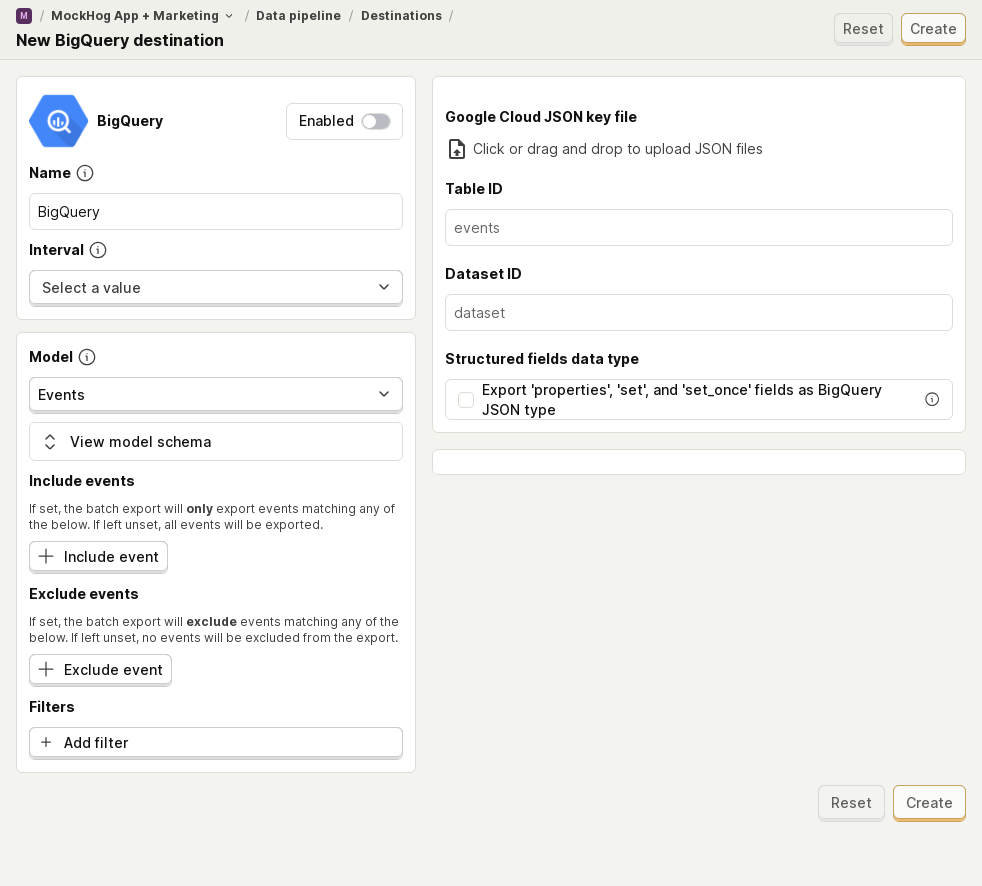 M / MockHog App + Marketing / Data pipeline / Destinations /
New BigQuery destination
Reset
Create
BigQuery
Enabled
Name
BigQuery
Interval
Select a value
Model
Events
View model schema
Include events
If set, the batch export will only export events matching any of
the below. If left unset, all events will be exported.
Include event
Exclude events
If set, the batch export will exclude events matching any of the
below. If left unset, no events will be excluded from the export.
Exclude event
Filters
Add filter
Google Cloud JSON key file
Click or drag and drop to upload JSON files
Table ID
events
Dataset ID
dataset
Structured fields data type
Export 'properties', 'set', and 'set_once' fields as BigQuery
JSON type
Reset
Create